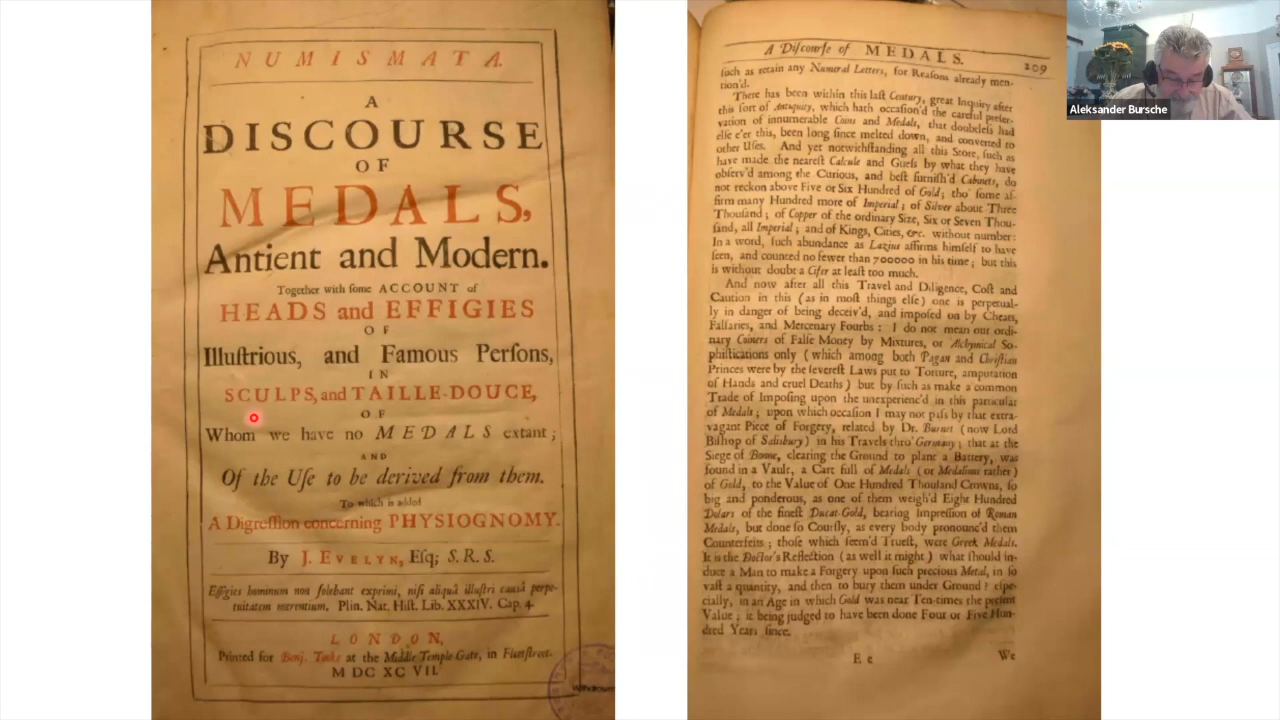 NUMISMATA.
A
DISCOURSE
OF
MEDALS,
Antient and Modern.
Together with ſome ACCOUNT of
HEADS and EFFIGIES
OF
Illuſtrious, and Famous Perſons,
IN
SCULPS, and TAILLE-DOUCE,
OF
Whom we have no MEDALS extant;
AND
Of the Uſe to be derived from them.
To which is added
A Digreſſion concerning PHYSIOGNOMY.
By J. EVELYN, Eſq; S. R. S.
Effigies hominum non ſolebant exprimi, niſi aliquâ illuſtri cauſâ perpe-
tuitatem merentium. Plin. Nat. Hiſt. Lib. XXXIV. Cap. 4.
LONDON,
Printed for Benj. Tooke at the Middle-Temple-Gate, in Fleetſtreet.
M DC XC VII.
A Diſcourſe of MEDALS. 209
ſuch as retain any Numeral Letters, for Reaſons already men-
tion'd.
There has been within this laſt Century, great Inquiry after
this ſort of Antiquity, which hath occaſion'd the careful preſer-
vation of innumerable Coins and Medals, that doubtleſs had
elſe e'er this, been long ſince melted down, and converted to
other Uſes. And yet notwithſtanding all this Store, ſuch as
have made the neareſt Calcule and Gueſs by what they have
obſerv'd among the Curious, and beſt furniſh'd Cabinets, do
not reckon above Five or Six Hundred of Gold; tho' ſome af-
firm many Hundred more of Imperial; of Silver about Three
Thouſand; of Copper of the ordinary Size, Six or Seven Thou-
ſand, all Imperial; and of Kings, Cities, &c. without number:
In a word, ſuch abundance as Lazius affirms himſelf to have
ſeen, and counted no fewer than 700000 in his time; but this
is without doubt a Cifer at leaſt too much.
And now after all this Travel and Diligence, Coſt and
Caution in this (as in moſt things elſe) one is perpetual-
ly in danger of being deceiv'd, and impoſed on by Cheats,
Falſaries, and Mercenary Fourbs: I do not mean our ordi-
nary Coiners of Falſe Money by Mixtures, or Alchymical So-
phiſtications only (which among both Pagan and Chriſtian
Princes were by the ſevereſt Laws put to Torture, amputation
of Hands and cruel Deaths) but by ſuch as make a common
Trade of Impoſing upon the unexperienc'd in this particular
of Medals; upon which occaſion I may not paſs by that extra-
vagant Piece of Forgery, related by Dr. Burnet (now Lord
Biſhop of Salisbury) in his Travels thro' Germany; that at the
Siege of Bonne, clearing the Ground to plant a Battery, was
found in a Vault, a Cart full of Medals (or Medalions rather)
of Gold, to the Value of One Hundred Thouſand Crowns, ſo
big and ponderous, as one of them weigh'd Eight Hundred
Dolars of the fineſt Ducat-Gold, bearing Impreſſion of Roman
Medals, but done ſo Courſly, as every body pronounc'd them
Counterfeits; thoſe which ſeem'd Trueſt, were Greek Medals.
It is the Doctor's Reflection (as well it might) what ſhould in-
duce a Man to make a Forgery upon ſuch precious Metal, in ſo
vaſt a quantity, and then to bury them under Ground? eſpe-
cially, in an Age in which Gold was near Ten-times the preſent
Value; it being judged to have been done Four or Five Hun-
dred Years ſince.
E e We
Aleksander Bursche